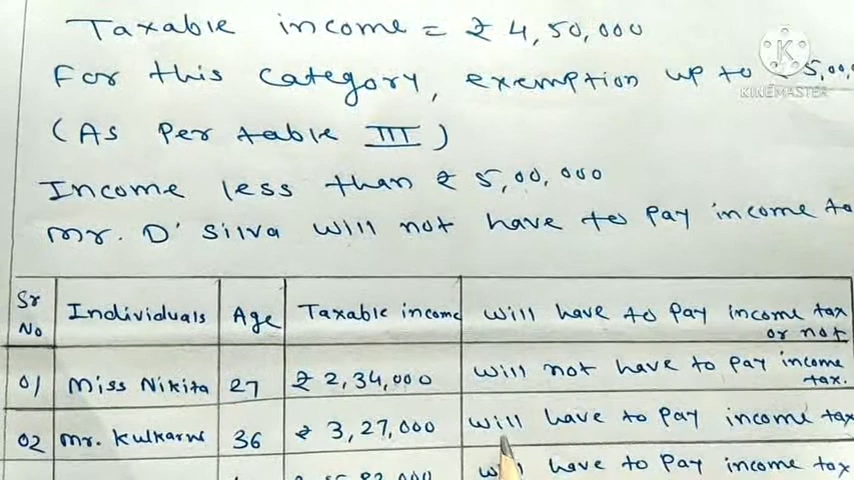 Taxable income = ₹ 4,50,000
For this category, exemption up to 5,00,0
KINEMASTER
(As per table III)
Income less than ₹ 5,00,000
Mr. D'silva will not have to pay income ta
Sr No Individuals Age Taxable income will have to pay income tax or not
01 Miss Nikita 27 ₹ 2,34,000 will not have to pay income tax.
02 Mr. Kulkarni 36 ₹ 3,27,000 will have to pay income tax
have to pay income tax